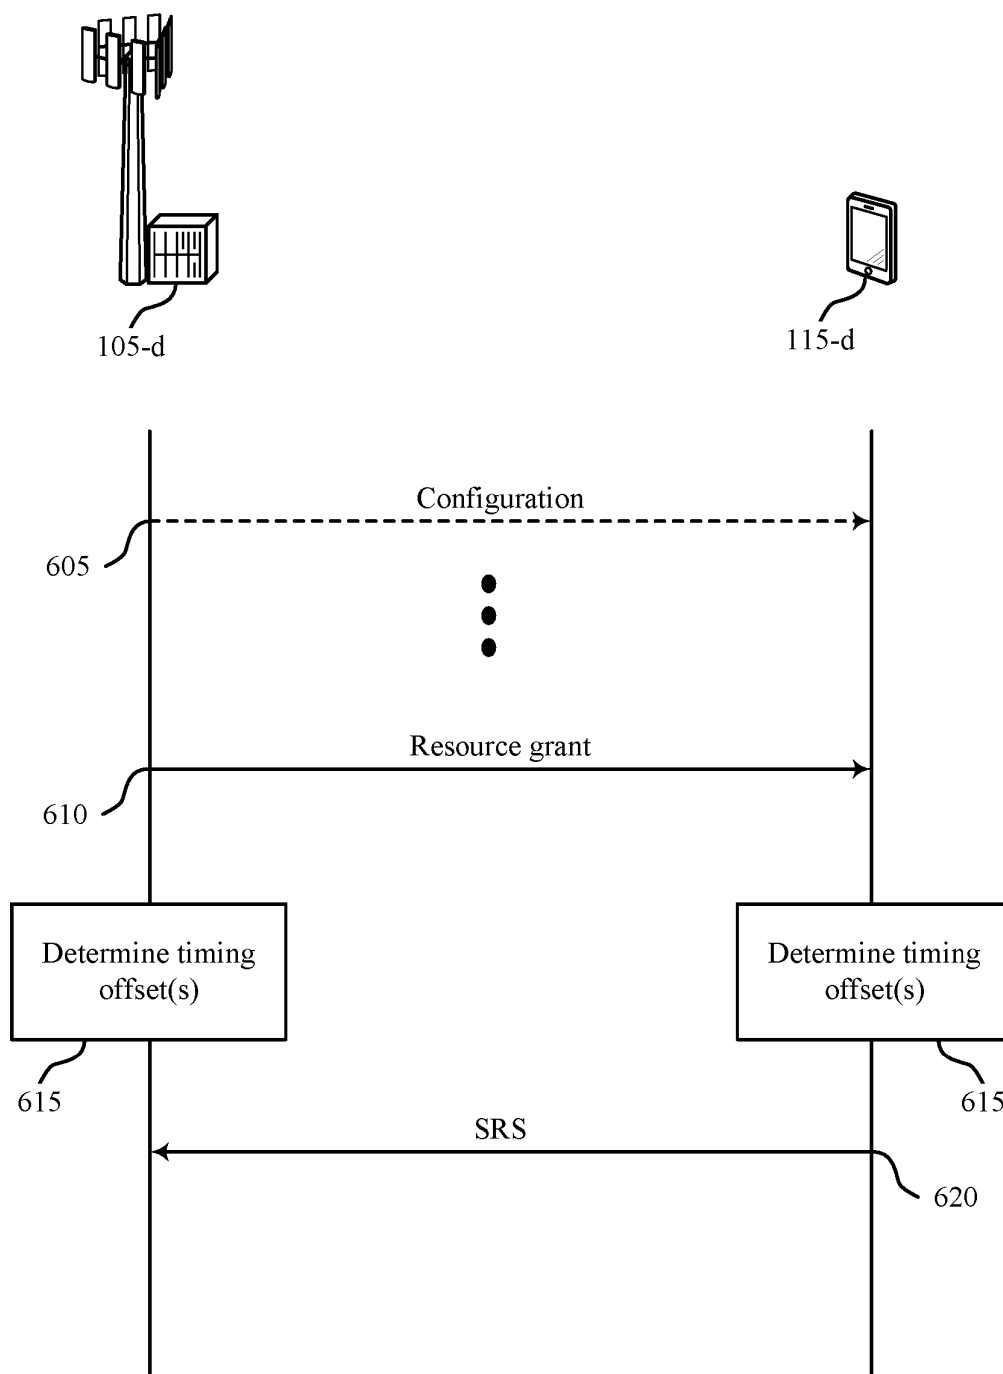 105-d
115-d
Configuration
605
Resource grant
610
Determine timing
offset(s)
Determine timing
offset(s)
615
615
SRS
620